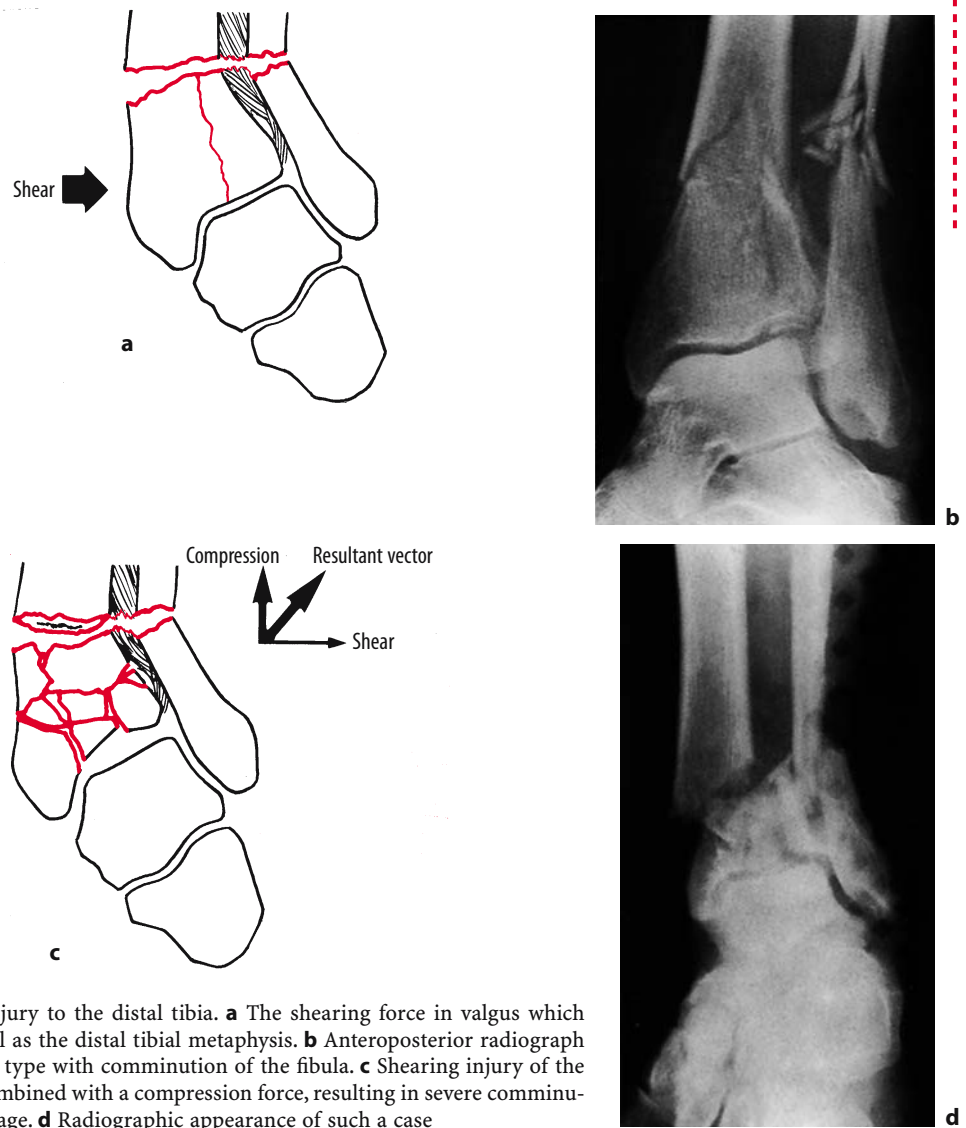 Shear
a
b
Compression Resultant vector
Shear
c
jury to the distal tibia. a The shearing force in valgus which
l as the distal tibial metaphysis. b Anteroposterior radiograph
type with comminution of the fibula. c Shearing injury of the
mbined with a compression force, resulting in severe comminu-
age. d Radiographic appearance of such a case
d